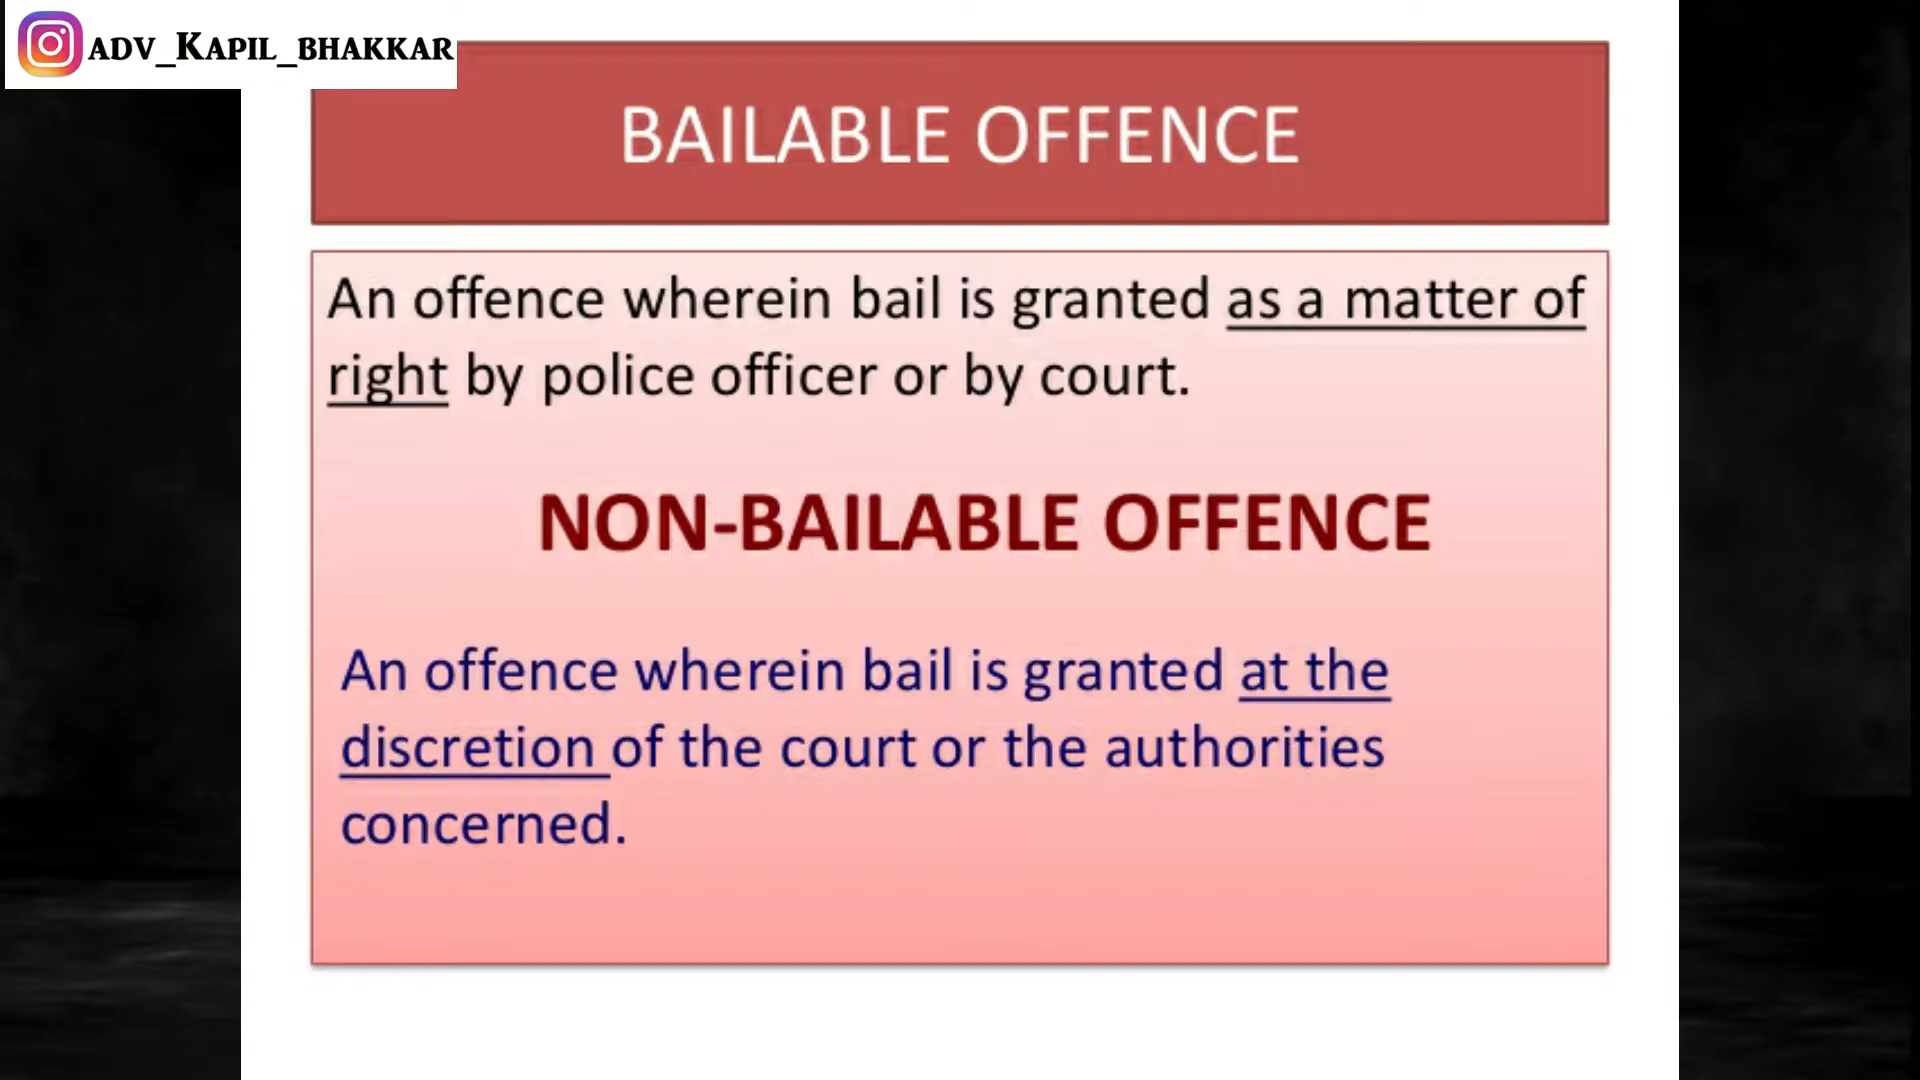 ADV_KAPIL_BHAKKAR
BAILABLE OFFENCE
An offence wherein bail is granted as a matter of
right by police officer or by court.
NON-BAILABLE OFFENCE
An offence wherein bail is granted at the
discretion of the court or the authorities
concerned.